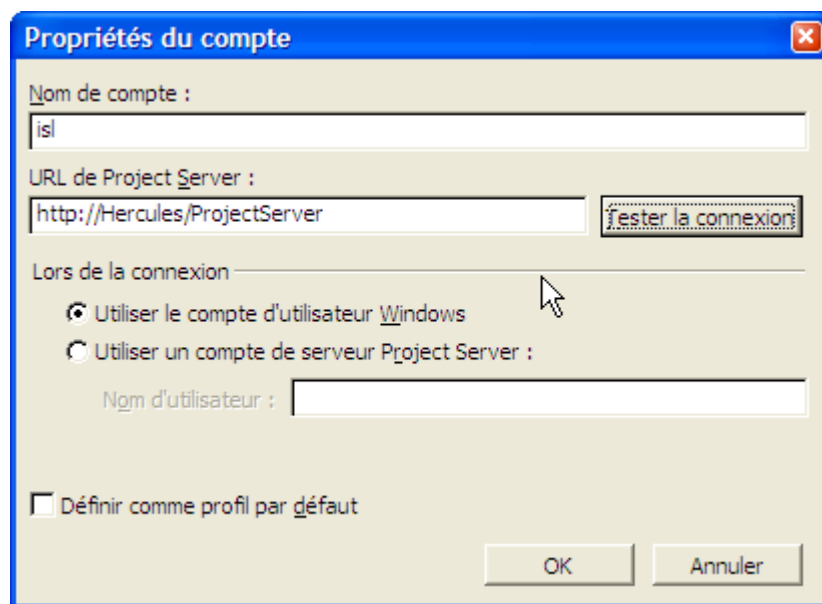 Propriétés du compte
Nom de compte :
isl
URL de Project Server :
http://Hercules/ProjectServer
Tester la connexion
Lors de la connexion
Utiliser le compte d'utilisateur Windows
Utiliser un compte de serveur Project Server :
Nom d'utilisateur :
Définir comme profil par défaut
OK
Annuler